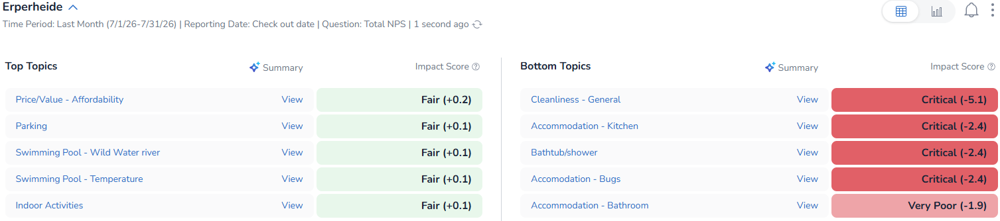 Erperheide
Time Period: Last Month (7/1/26-7/31/26) | Reporting Date: Check out date | Question: Total NPS | 1 second ago
Top Topics Summary Impact Score
Price/Value - Affordability View Fair (+0.2)
Parking View Fair (+0.1)
Swimming Pool - Wild Water river View Fair (+0.1)
Swimming Pool - Temperature View Fair (+0.1)
Indoor Activities View Fair (+0.1)
Bottom Topics Summary Impact Score
Cleanliness - General View Critical (-5.1)
Accommodation - Kitchen View Critical (-2.4)
Bathtub/shower View Critical (-2.4)
Accomodation - Bugs View Critical (-2.4)
Accommodation - Bathroom View Very Poor (-1.9)